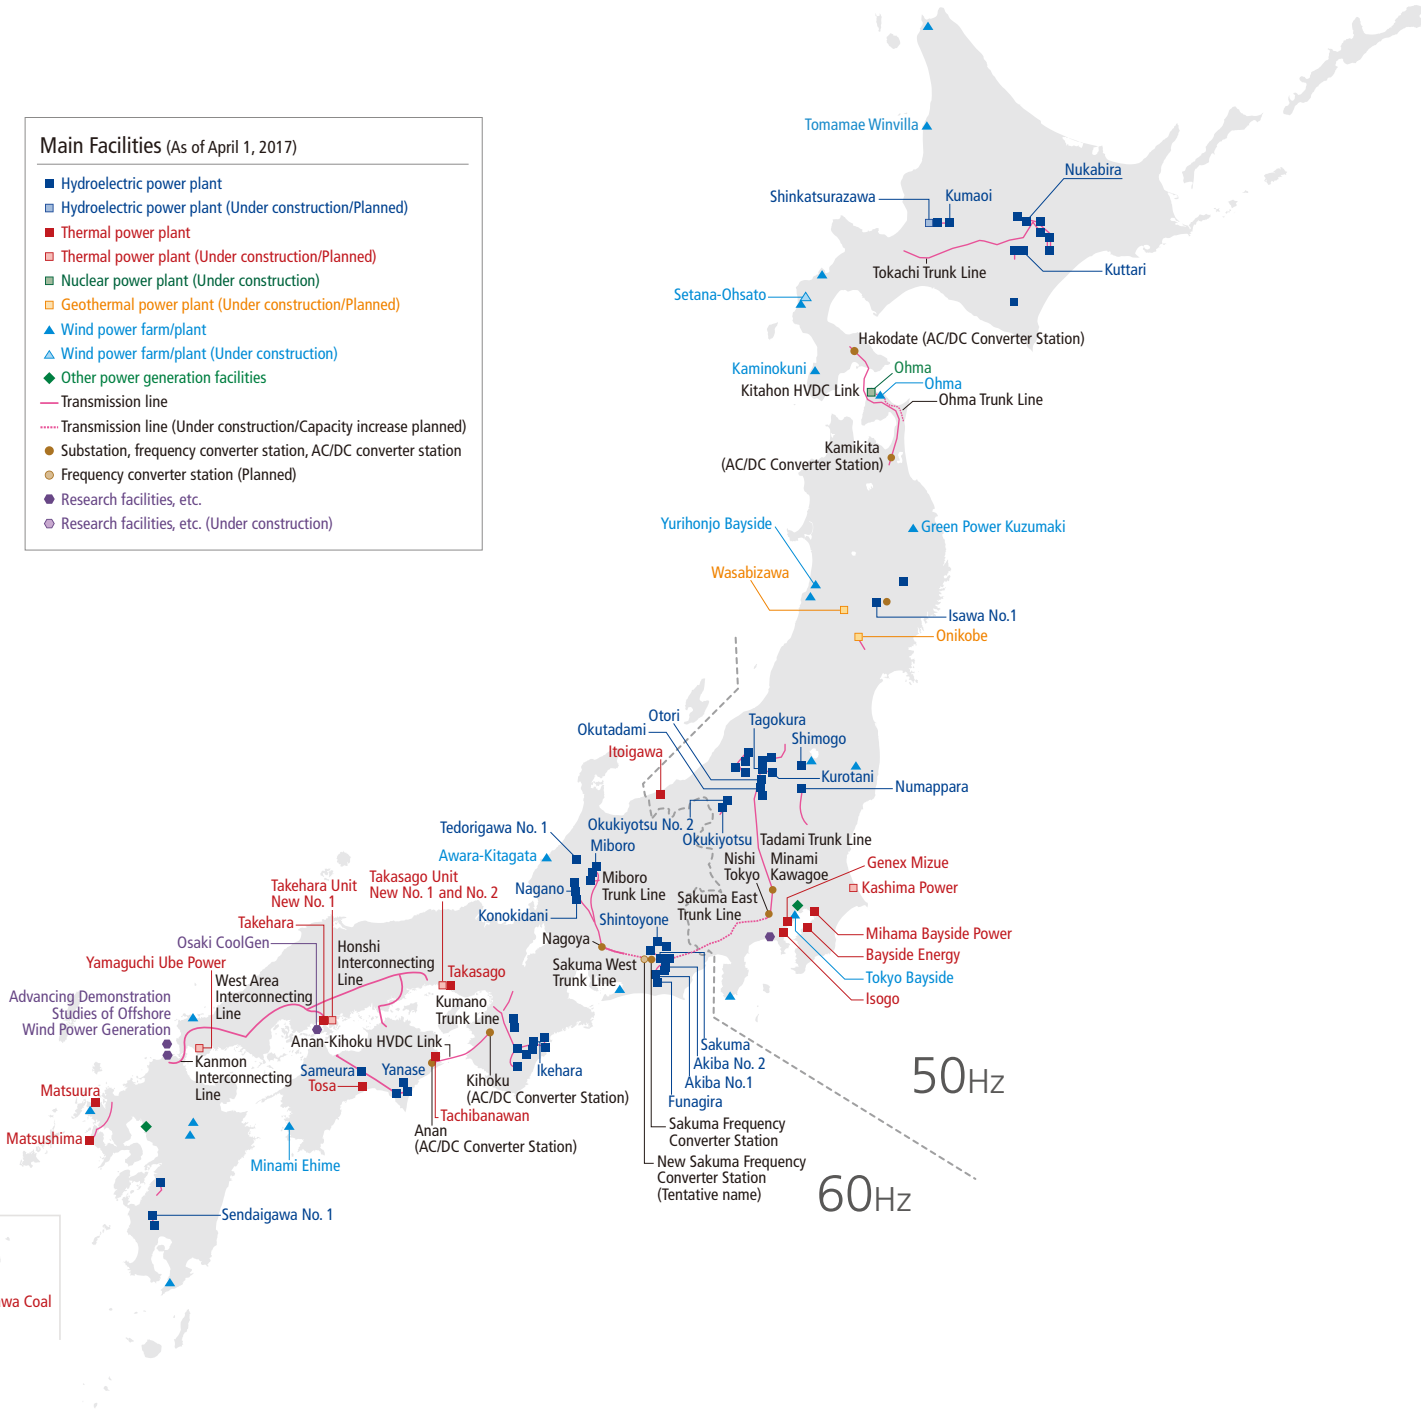 Main Facilities (As of April 1, 2017)
Hydroelectric power plant
Hydroelectric power plant (Under construction/Planned)
Thermal power plant
Thermal power plant (Under construction/Planned)
Nuclear power plant (Under construction)
Geothermal power plant (Under construction/Planned)
Wind power farm/plant
Wind power farm/plant (Under construction)
Other power generation facilities
Transmission line
Transmission line (Under construction/Capacity increase planned)
Substation, frequency converter station, AC/DC converter station
Frequency converter station (Planned)
Research facilities, etc.
Research facilities, etc. (Under construction)
Tomamae Winvilla
Nukabira
Shinkatsurazawa
Kumaoi
Tokachi Trunk Line
Kuttari
Setana-Ohsato
Hakodate (AC/DC Converter Station)
Kaminokuni
Ohma
Kitahon HVDC Link
Ohma
Ohma Trunk Line
Kamikita
(AC/DC Converter Station)
Yurihonjo Bayside
Green Power Kuzumaki
Wasabizawa
Isawa No.1
Onikobe
Otori
Okutadami
Tagokura
Shimogo
Itoigawa
Kurotani
Numappara
Okukiyotsu No. 2
Okukiyotsu
Tadami Trunk Line
Tedorigawa No. 1
Miboro
Awara-Kitagata
Nishi
Tokyo
Minami
Kawagoe
Genex Mizue
Takasago Unit
New No. 1 and No. 2
Takehara Unit
New No. 1
Miboro
Trunk Line
Nagano
Kashima Power
Sakuma East
Trunk Line
Konokidani
Shintoyone
Takehara
Mihama Bayside Power
Osaki CoolGen
Honshi
Interconnecting
Line
Nagoya
Bayside Energy
Yamaguchi Ube Power
Sakuma West
Trunk Line
Takasago
Tokyo Bayside
West Area
Interconnecting
Line
Advancing Demonstration
Studies of Offshore
Wind Power Generation
Kumano
Trunk Line
Isogo
Anan-Kihoku HVDC Link
Sakuma
Kanmon
Interconnecting
Line
Sameura
Yanase
Ikehara
Akiba No. 2
50Hz
Tosa
Kihoku
(AC/DC Converter Station)
Akiba No.1
Matsuura
Funagira
Tachibanawan
Anan
(AC/DC Converter Station)
Sakuma Frequency
Converter Station
Matsushima
Minami Ehime
New Sakuma Frequency
Converter Station
(Tentative name)
60Hz
Sendaigawa No. 1
wa Coal